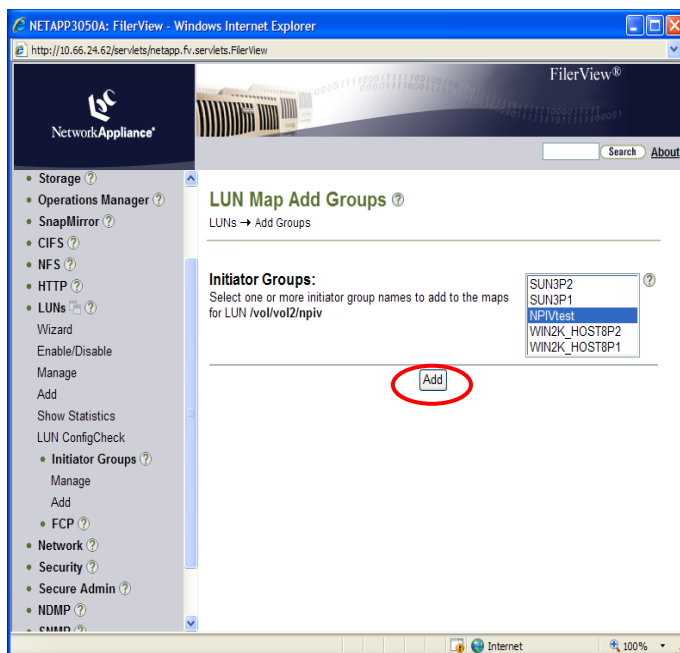 NETAPP3050A: FilerView - Windows Internet Explorer
http://10.66.24.62/servlets/netapp.fv.servlets.FilerView
FilerView®
NetworkAppliance®
Search About
Storage
Operations Manager
SnapMirror
CIFS
NFS
HTTP
LUNs
Wizard
Enable/Disable
Manage
Add
Show Statistics
LUN ConfigCheck
Initiator Groups
Manage
Add
FCP
Network
Security
Secure Admin
NDMP
SNMP
LUN Map Add Groups
LUNs → Add Groups
Initiator Groups:
Select one or more initiator group names to add to the maps
for LUN /vol/vol2/npiv
SUN3P2
SUN3P1
NPIVtest
WIN2K_HOST8P2
WIN2K_HOST8P1
Add
Internet
100%